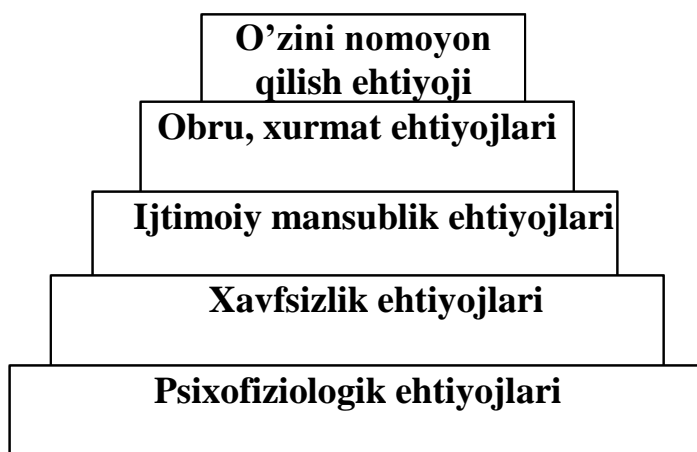 O’zini nomoyon
qilish ehtiyoji
Obru, xurmat ehtiyojlari
Ijtimoiy mansublik ehtiyojlari
Xavfsizlik ehtiyojlari
Psixofiziologik ehtiyojlari